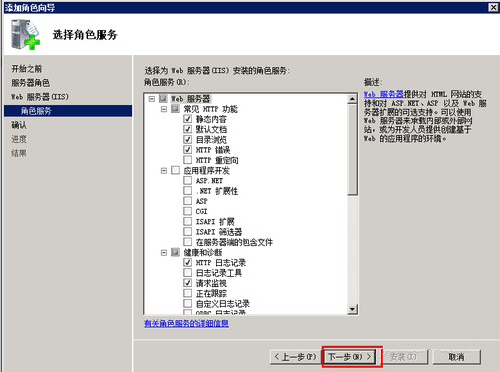 添加角色向导
选择角色服务
开始之前
服务器角色
Web 服务器(IIS)
角色服务
确认
进度
结果
选择为 Web 服务器(IIS) 安装的角色服务:
角色服务(R):
Web 服务器
常见 HTTP 功能
静态内容
默认文档
目录浏览
HTTP 错误
HTTP 重定向
应用程序开发
ASP.NET
.NET 扩展性
ASP
CGI
ISAPI 扩展
ISAPI 筛选器
在服务器端的包含文件
健康和诊断
HTTP 日志记录
日志记录工具
请求监视
正在跟踪
自定义日志记录
ODBC 日志记录
有关角色服务的详细信息
描述:
Web 服务器提供对 HTML 网站的支
持和对 ASP.NET、ASP 以及 Web 服
务器扩展的可选支持。可以使用
Web 服务器来承载内部或外部网
站，或为开发人员提供创建基于
Web 的应用程序的环境。
< 上一步(P)
下一步(N) >
安装(I)
取消